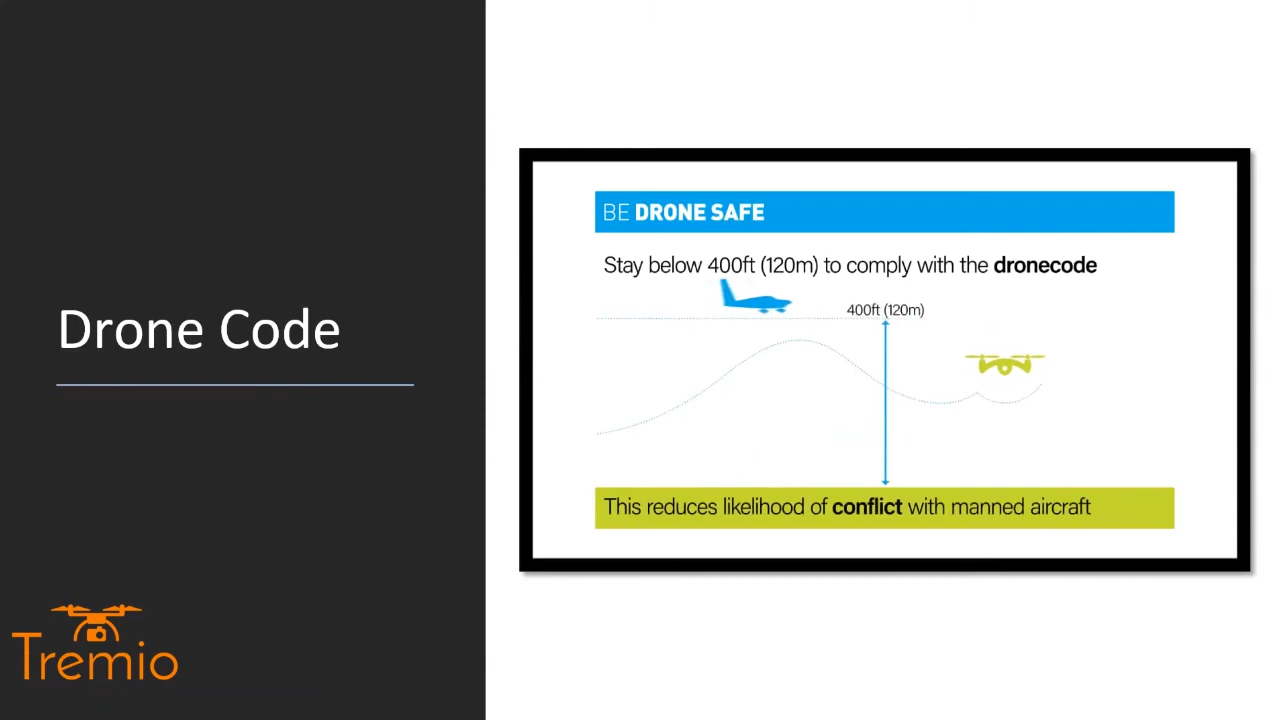 Drone Code
BE DRONE SAFE
Stay below 400ft (120m) to comply with the dronecode
400ft (120m)
This reduces likelihood of conflict with manned aircraft
Tremio